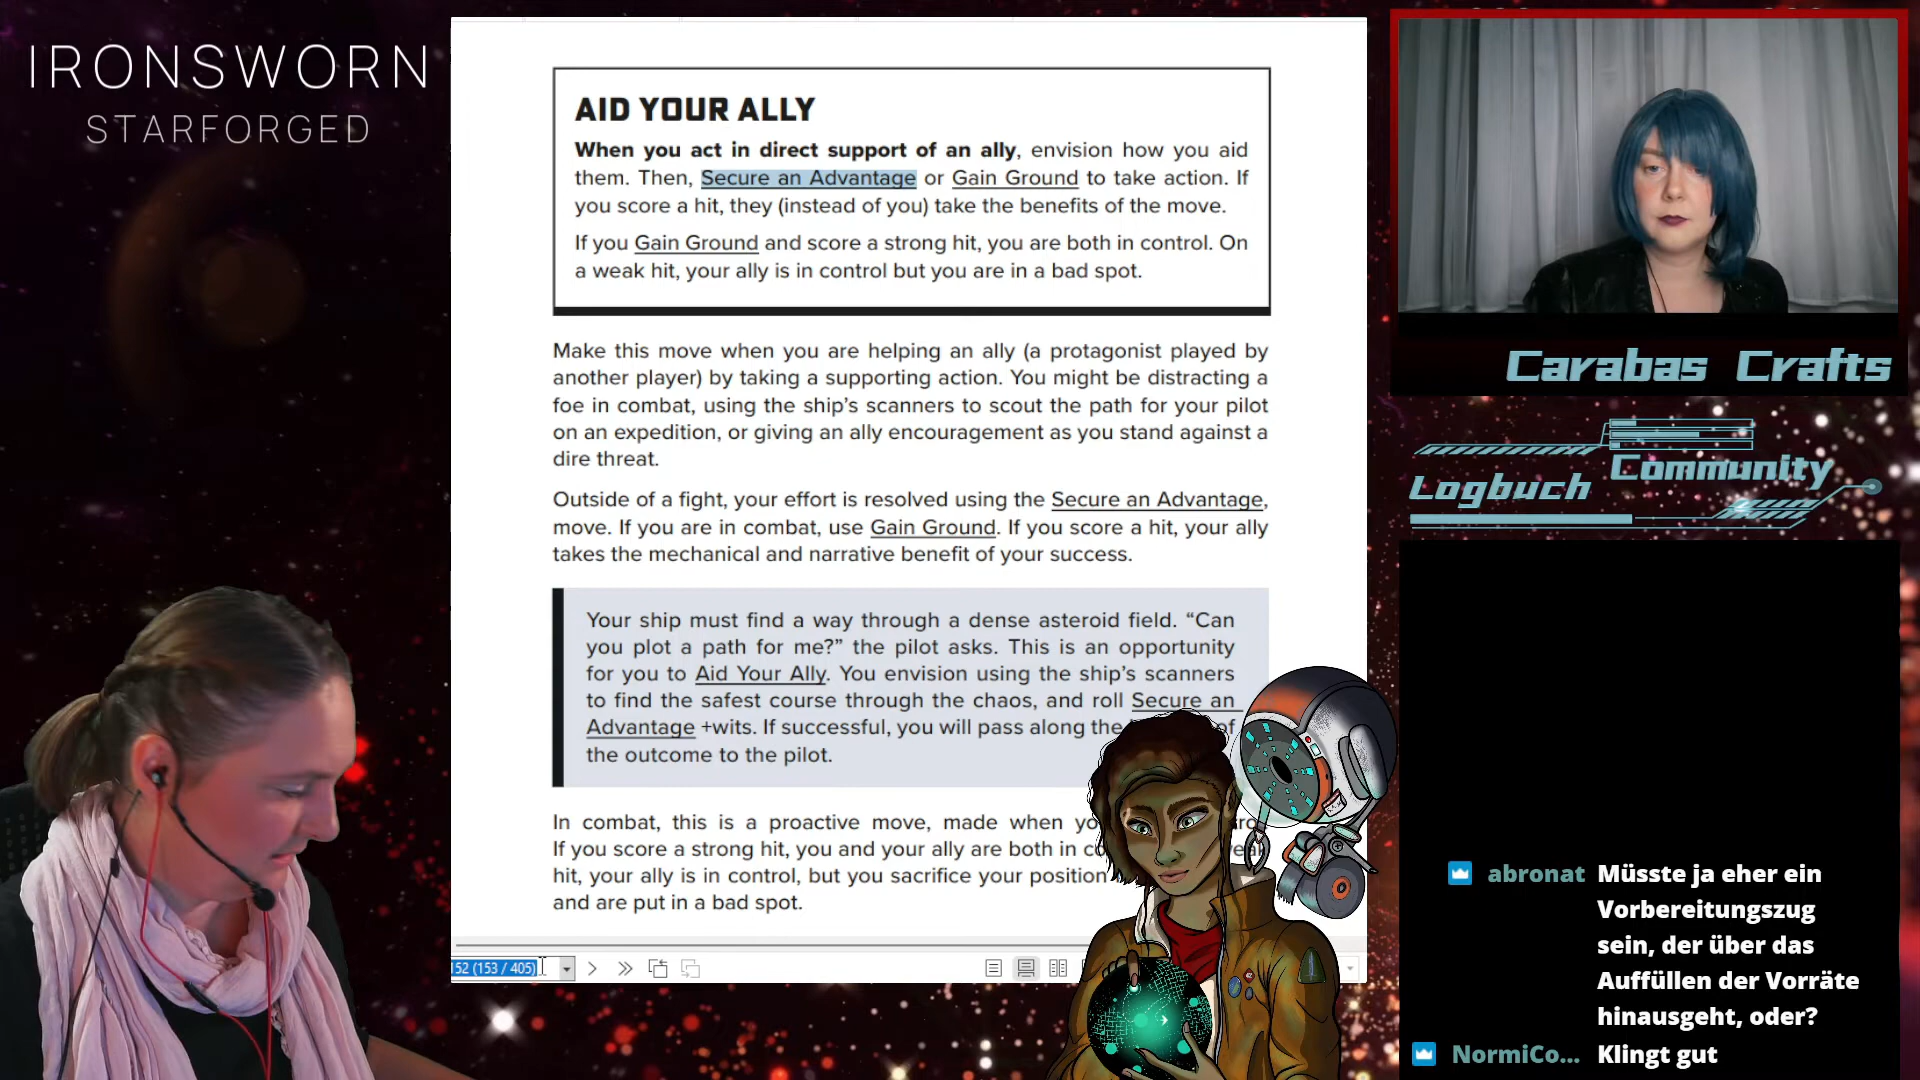 IRONSWORN
STARFORGED
AID YOUR ALLY
When you act in direct support of an ally, envision how you aid
them. Then, Secure an Advantage or Gain Ground to take action. If
you score a hit, they (instead of you) take the benefits of the move.
If you Gain Ground and score a strong hit, you are both in control. On
a weak hit, your ally is in control but you are in a bad spot.
Make this move when you are helping an ally (a protagonist played by
another player) by taking a supporting action. You might be distracting a
foe in combat, using the ship's scanners to scout the path for your pilot
on an expedition, or giving an ally encouragement as you stand against a
dire threat.
Outside of a fight, your effort is resolved using the Secure an Advantage,
move. If you are in combat, use Gain Ground. If you score a hit, your ally
takes the mechanical and narrative benefit of your success.
Your ship must find a way through a dense asteroid field. “Can
you plot a path for me?” the pilot asks. This is an opportunity
for you to Aid Your Ally. You envision using the ship's scanners
to find the safest course through the chaos, and roll Secure an
Advantage +wits. If successful, you will pass along the of
the outcome to the pilot.
In combat, this is a proactive move, made when
If you score a strong hit, you and your ally are both in
hit, your ally is in control, but you sacrifice your position
and are put in a bad spot.
152 (153 / 405)
Carabas Crafts
Community
Logbuch
abronat Müsste ja eher ein
Vorbereitungszug
sein, der über das
Auffüllen der Vorräte
hinausgeht, oder?
NormiCo... Klingt gut